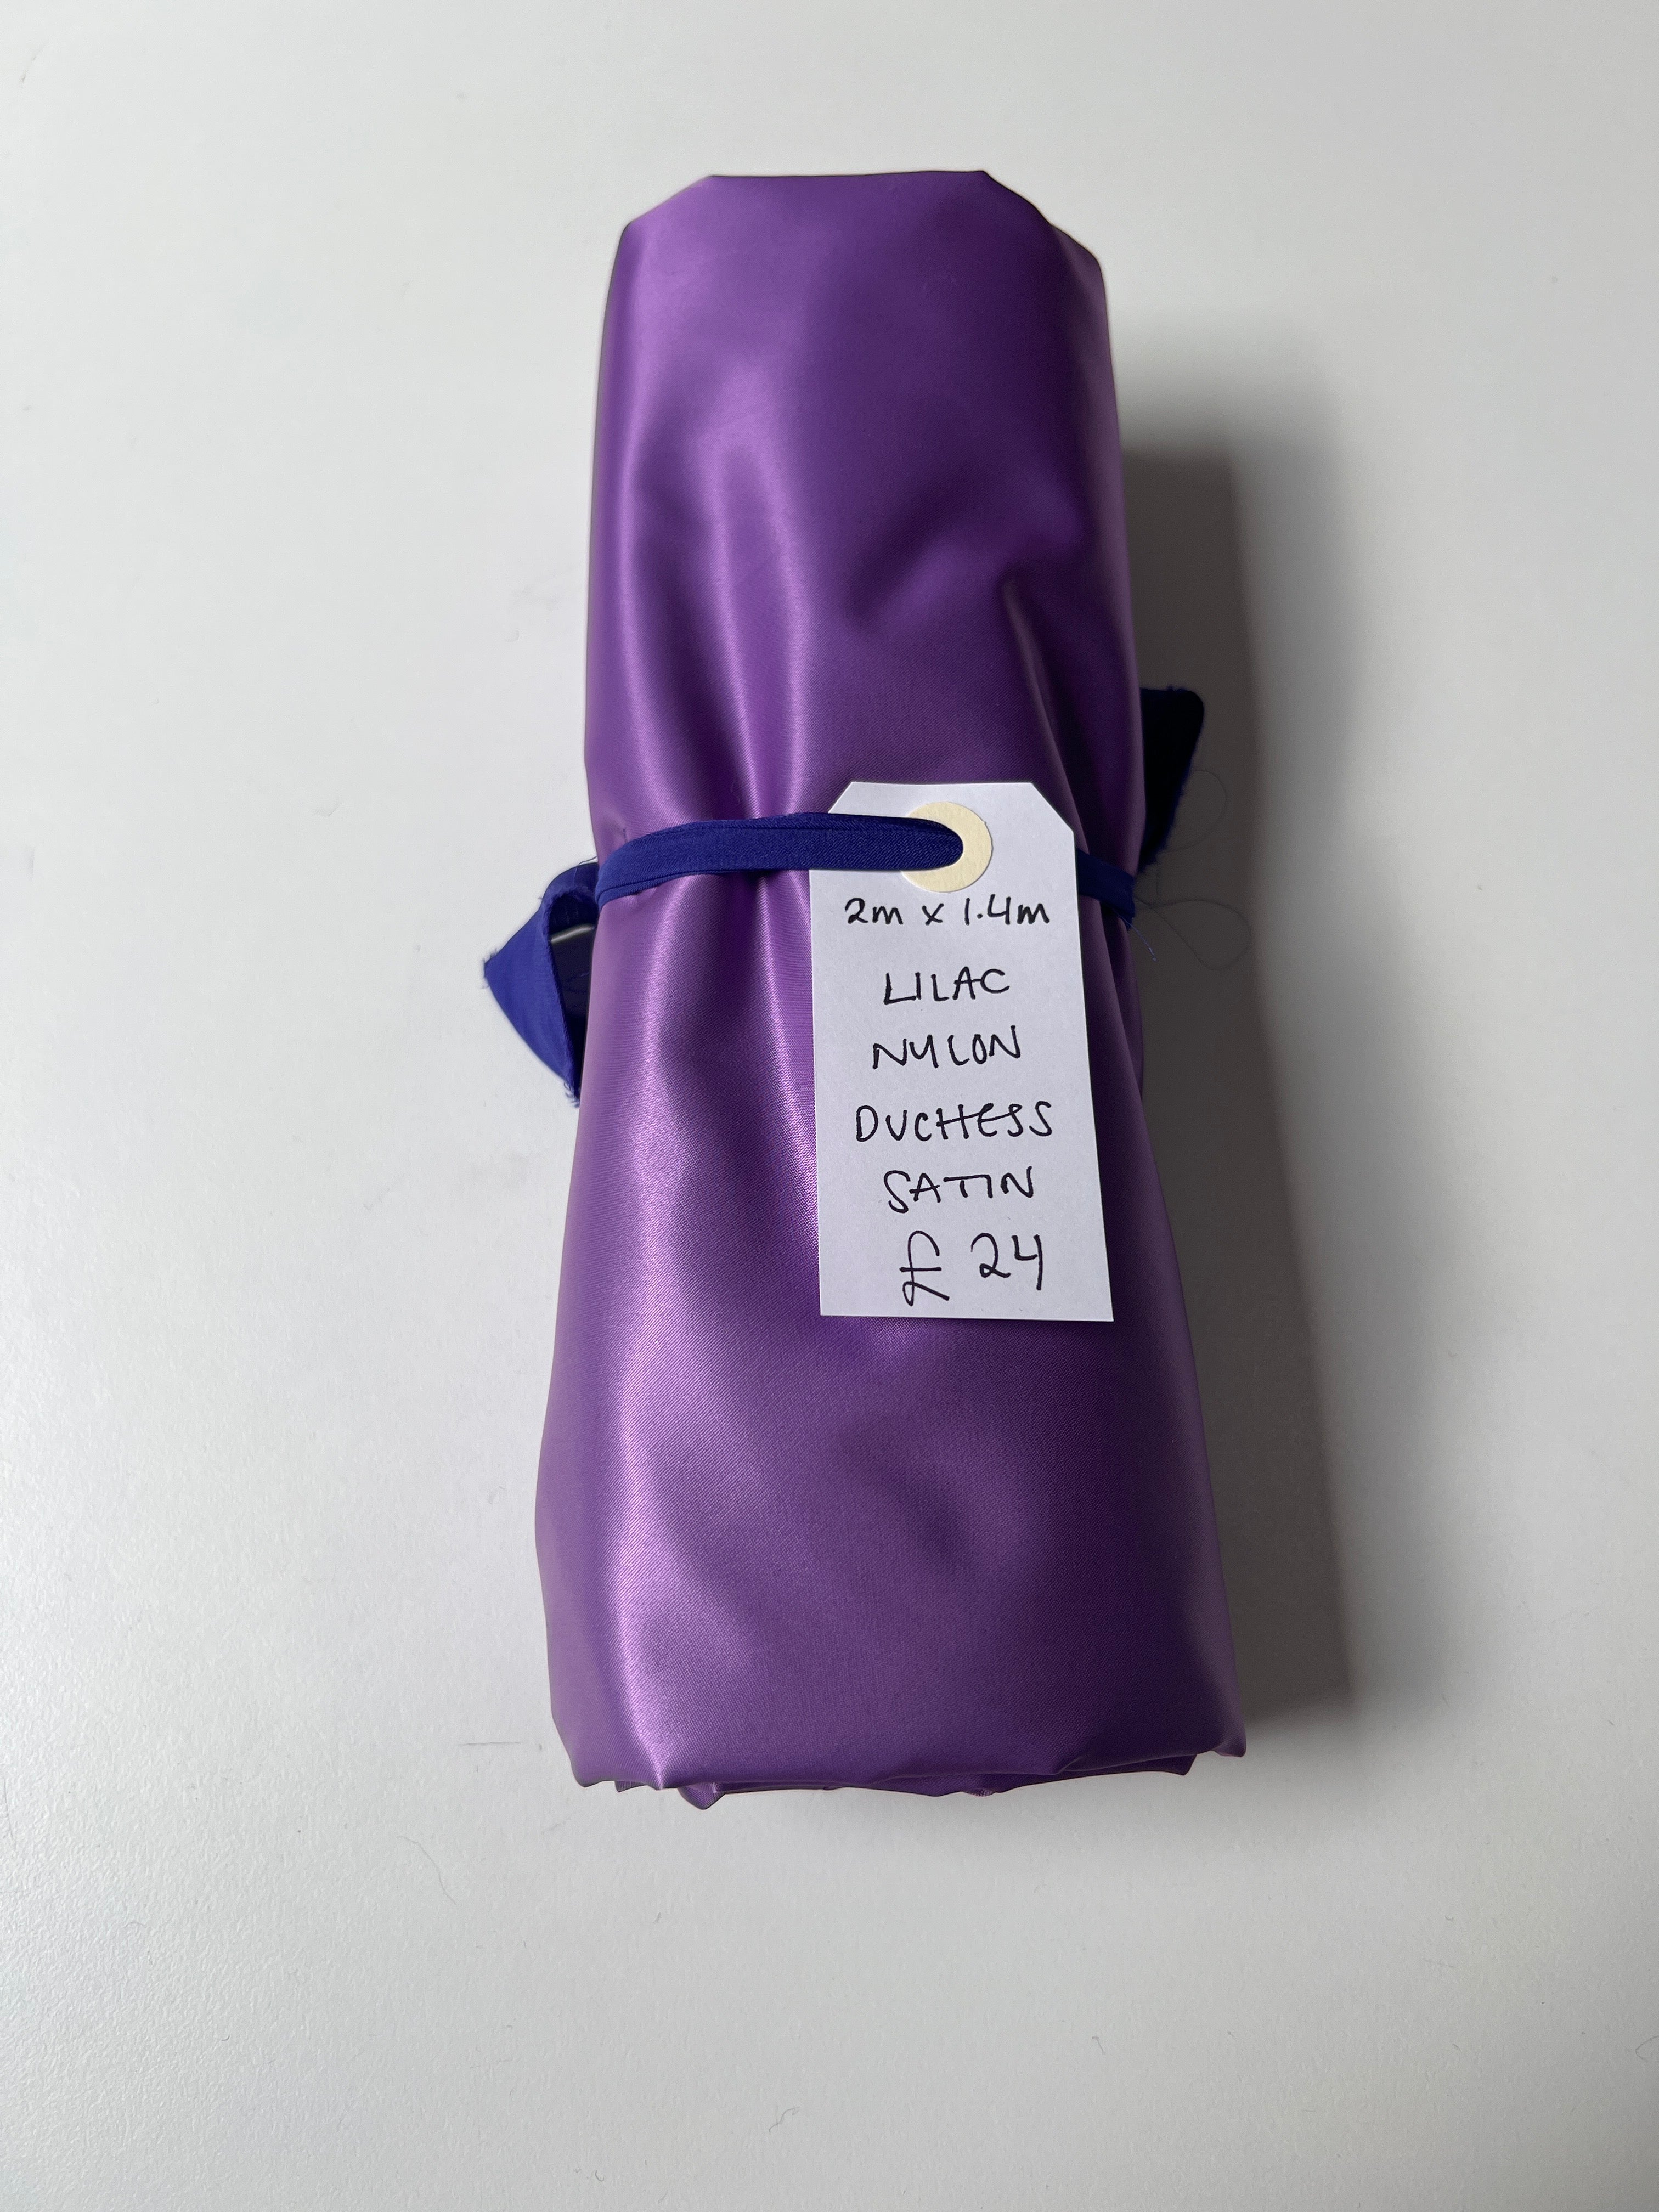 2m x 1.4m
LILAC
NYLON
DUCHESS
SATIN
£ 24